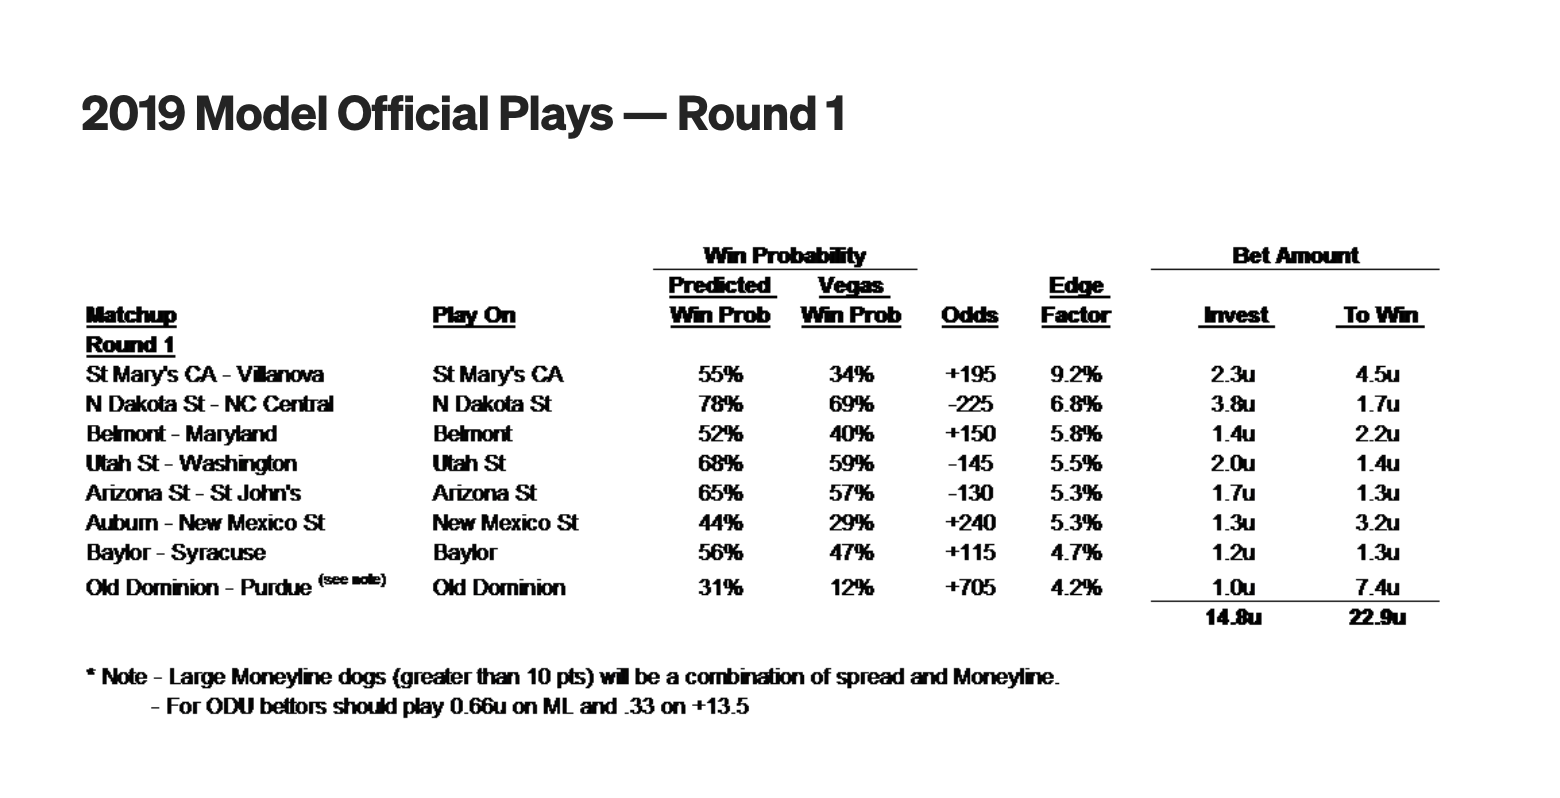 2019 Model Official Plays — Round 1
Win Probability Bet Amount
Predicted Vegas Edge
Matchup Play On Win Prob Win Prob Odds Factor Invest To Win
Round 1
St Mary's CA - Villanova St Mary's CA 55% 34% +195 9.2% 2.3u 4.5u
N Dakota St - NC Central N Dakota St 78% 69% -225 6.8% 3.8u 1.7u
Belmont - Maryland Belmont 52% 40% +150 5.8% 1.4u 2.2u
Utah St - Washington Utah St 68% 59% -145 5.5% 2.0u 1.4u
Arizona St - St John's Arizona St 65% 57% -130 5.3% 1.7u 1.3u
Auburn - New Mexico St New Mexico St 44% 29% +240 5.3% 1.3u 3.2u
Baylor - Syracuse Baylor 56% 47% +115 4.7% 1.2u 1.3u
Old Dominion - Purdue (see note) Old Dominion 31% 12% +705 4.2% 1.0u 7.4u
14.8u 22.9u
* Note - Large Moneyline dogs (greater than 10 pts) will be a combination of spread and Moneyline.
- For ODU bettors should play 0.66u on ML and .33 on +13.5